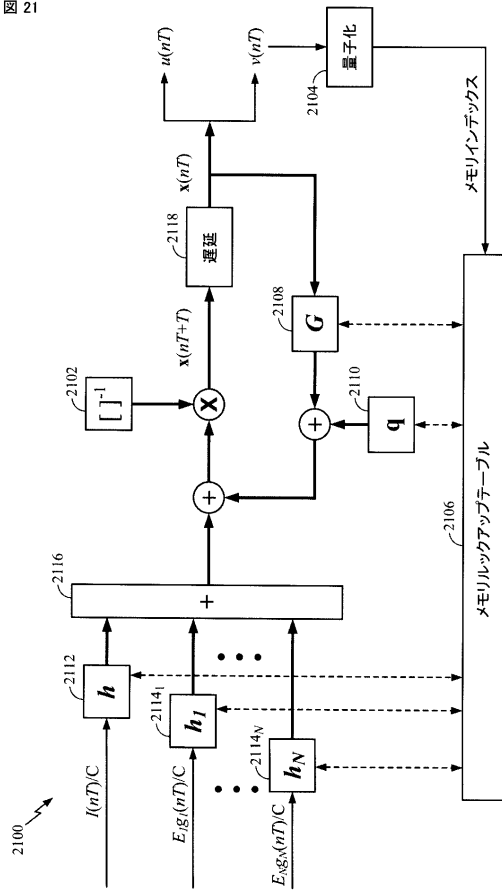 図 21
2100
I(nT)/C
E1g1(nT)/C
ENgN(nT)/C
2112
h
2114₁
h1
2114N
hN
2116
+
+
2102
[ ]-1
X
x(nT+T)
2118
遅延
x(nT)
u(nT)
v(nT)
2104
量子化
メモリインデックス
2108
G
+
2110
q
2106
メモリルックアップテーブル